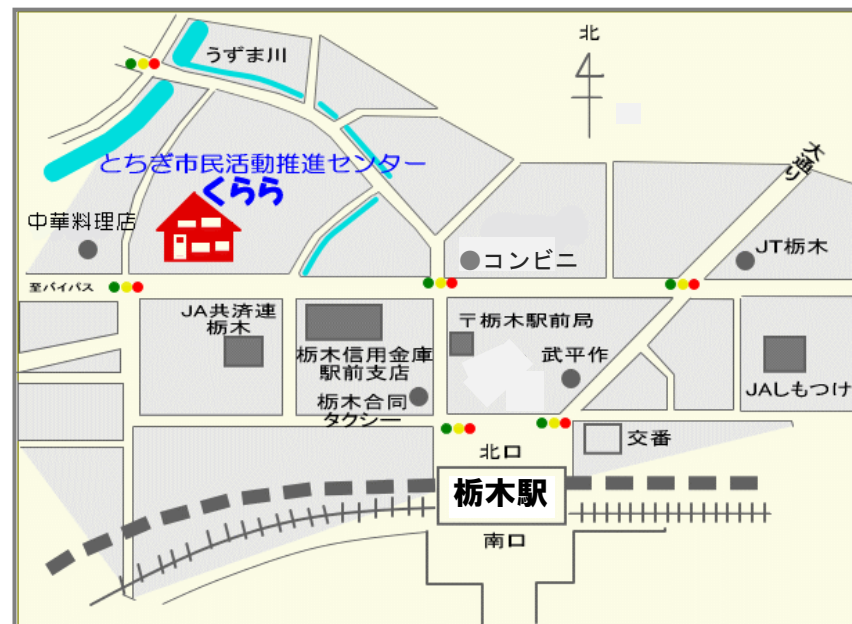 北
うずま川
大通り
とちぎ市民活動推進センター
くらら
中華料理店
コンビニ
JT栃木
至バイパス
JA共済連
栃木
〒栃木駅前局
栃木信用金庫
駅前支店
武平作
JAしもつけ
栃木合同
タクシー
北口
交番
栃木駅
南口